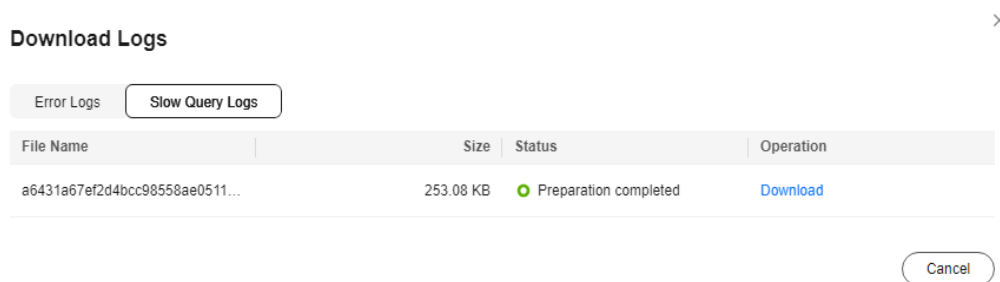 Download Logs
Error Logs Slow Query Logs
File Name Size Status Operation
a6431a67ef2d4bcc98558ae0511... 253.08 KB Preparation completed Download
Cancel